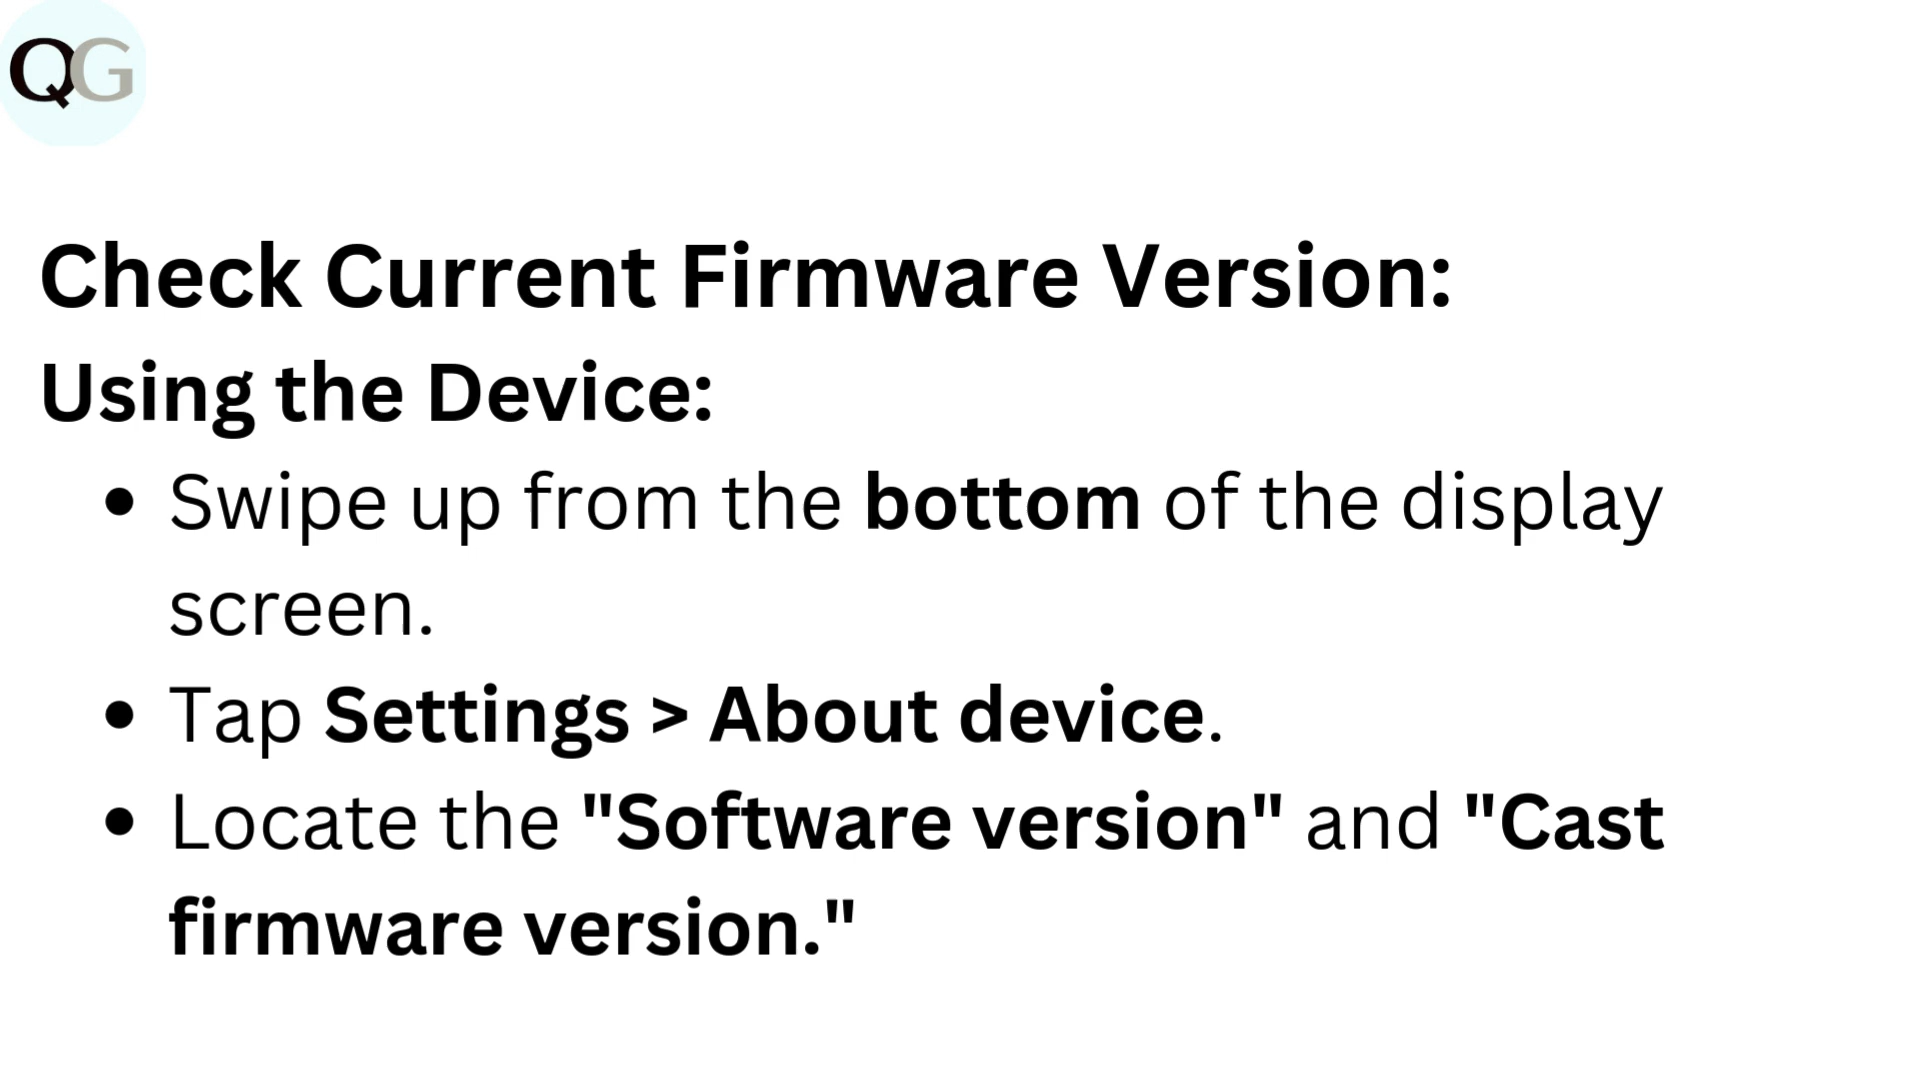 QG
Check Current Firmware Version:
Using the Device:
• Swipe up from the bottom of the display
screen.
• Tap Settings > About device.
• Locate the "Software version" and "Cast
firmware version."